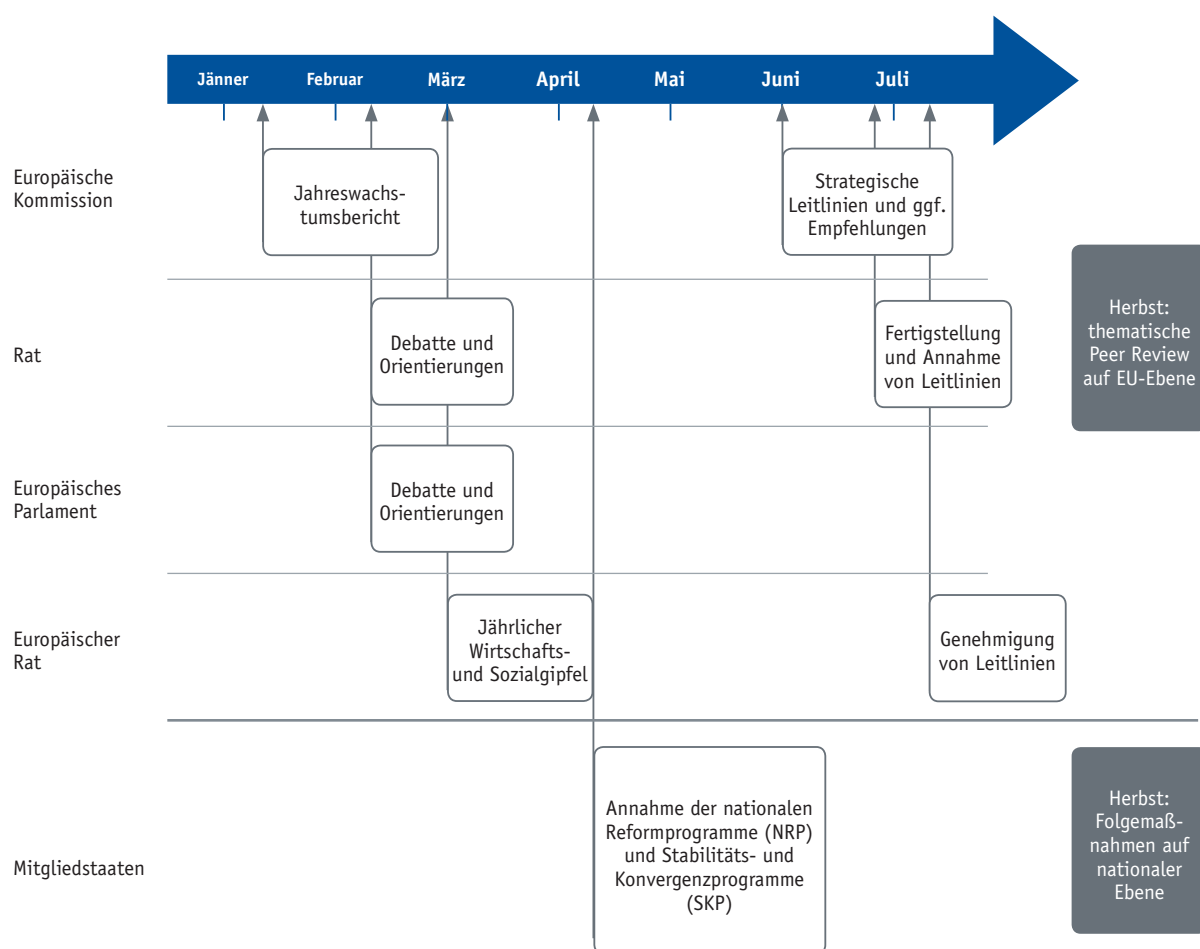 Jänner
Februar
März
April
Mai
Juni
Juli
Europäische
Kommission
Jahreswachs-
tumsbericht
Strategische
Leitlinien und ggf.
Empfehlungen
Rat
Debatte und
Orientierungen
Fertigstellung
und Annahme
von Leitlinien
Herbst:
thematische
Peer Review
auf EU-Ebene
Europäisches
Parlament
Debatte und
Orientierungen
Europäischer
Rat
Jährlicher
Wirtschafts-
und Sozialgipfel
Genehmigung
von Leitlinien
Mitgliedstaaten
Annahme der nationalen
Reformprogramme (NRP)
und Stabilitäts- und
Konvergenzprogramme
(SKP)
Herbst:
Folgemaß-
nahmen auf
nationaler
Ebene